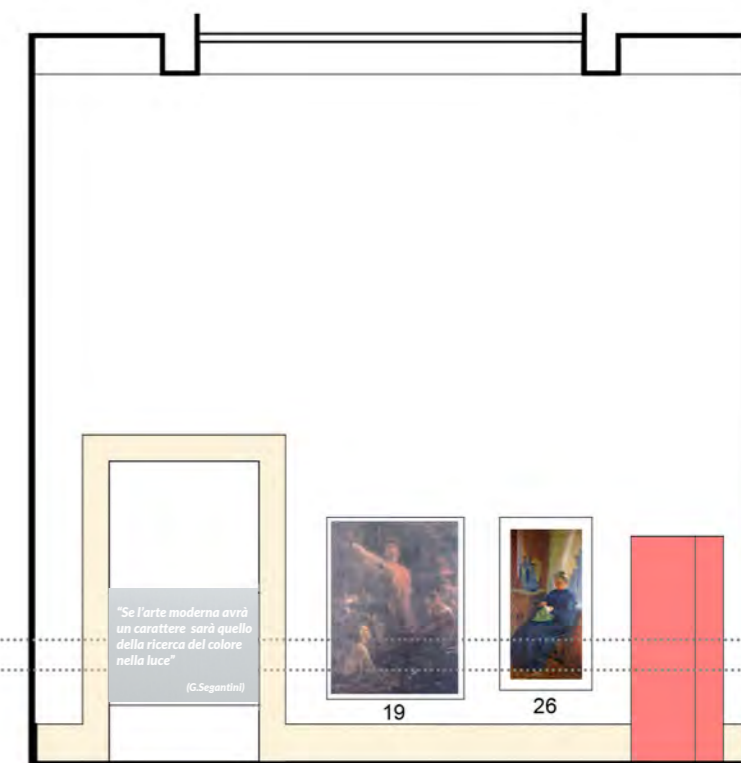 "Se l'arte moderna avrà
un carattere sarà quello
della ricerca del colore
nella luce"
(G.Segantini)
19
26